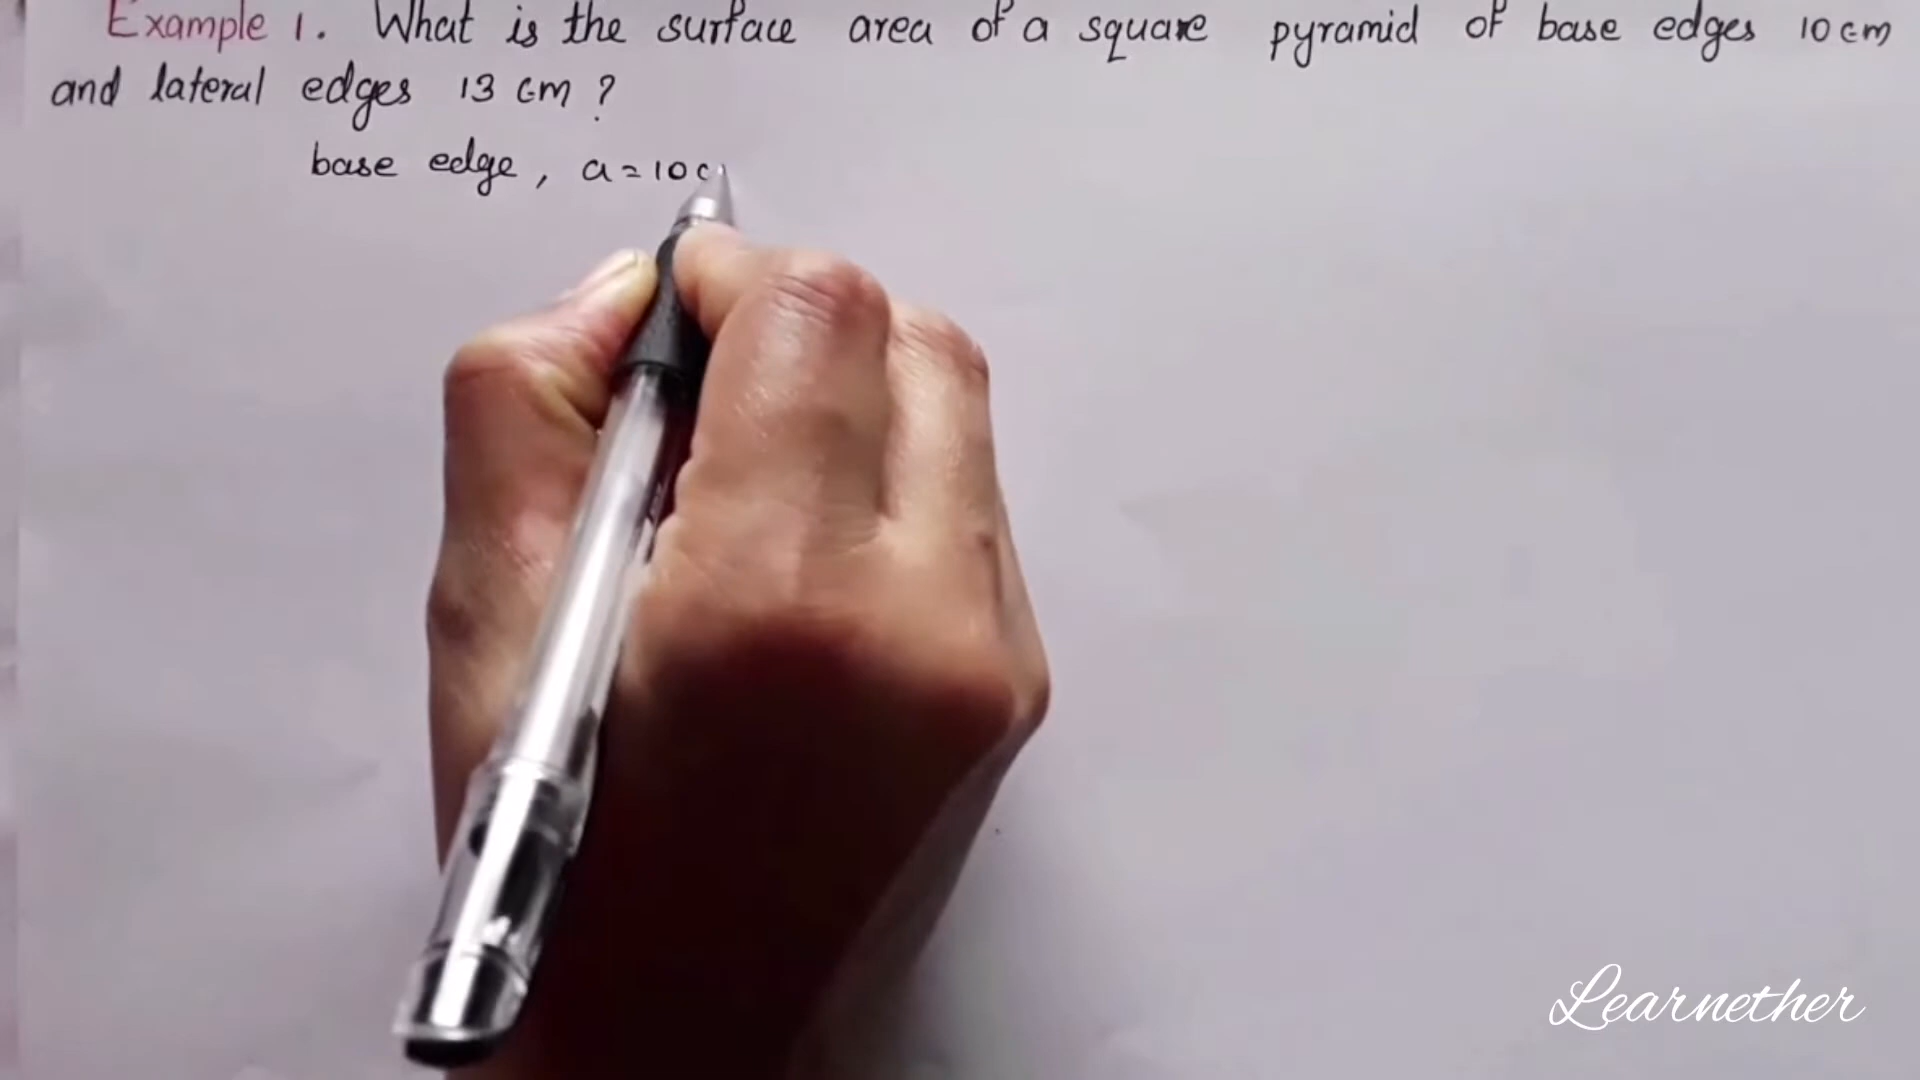 Example 1. What is the surface area of a square pyramid of base edges 10 cm
and lateral edges 13 cm ?
base edge, a = 10 c
Learnether